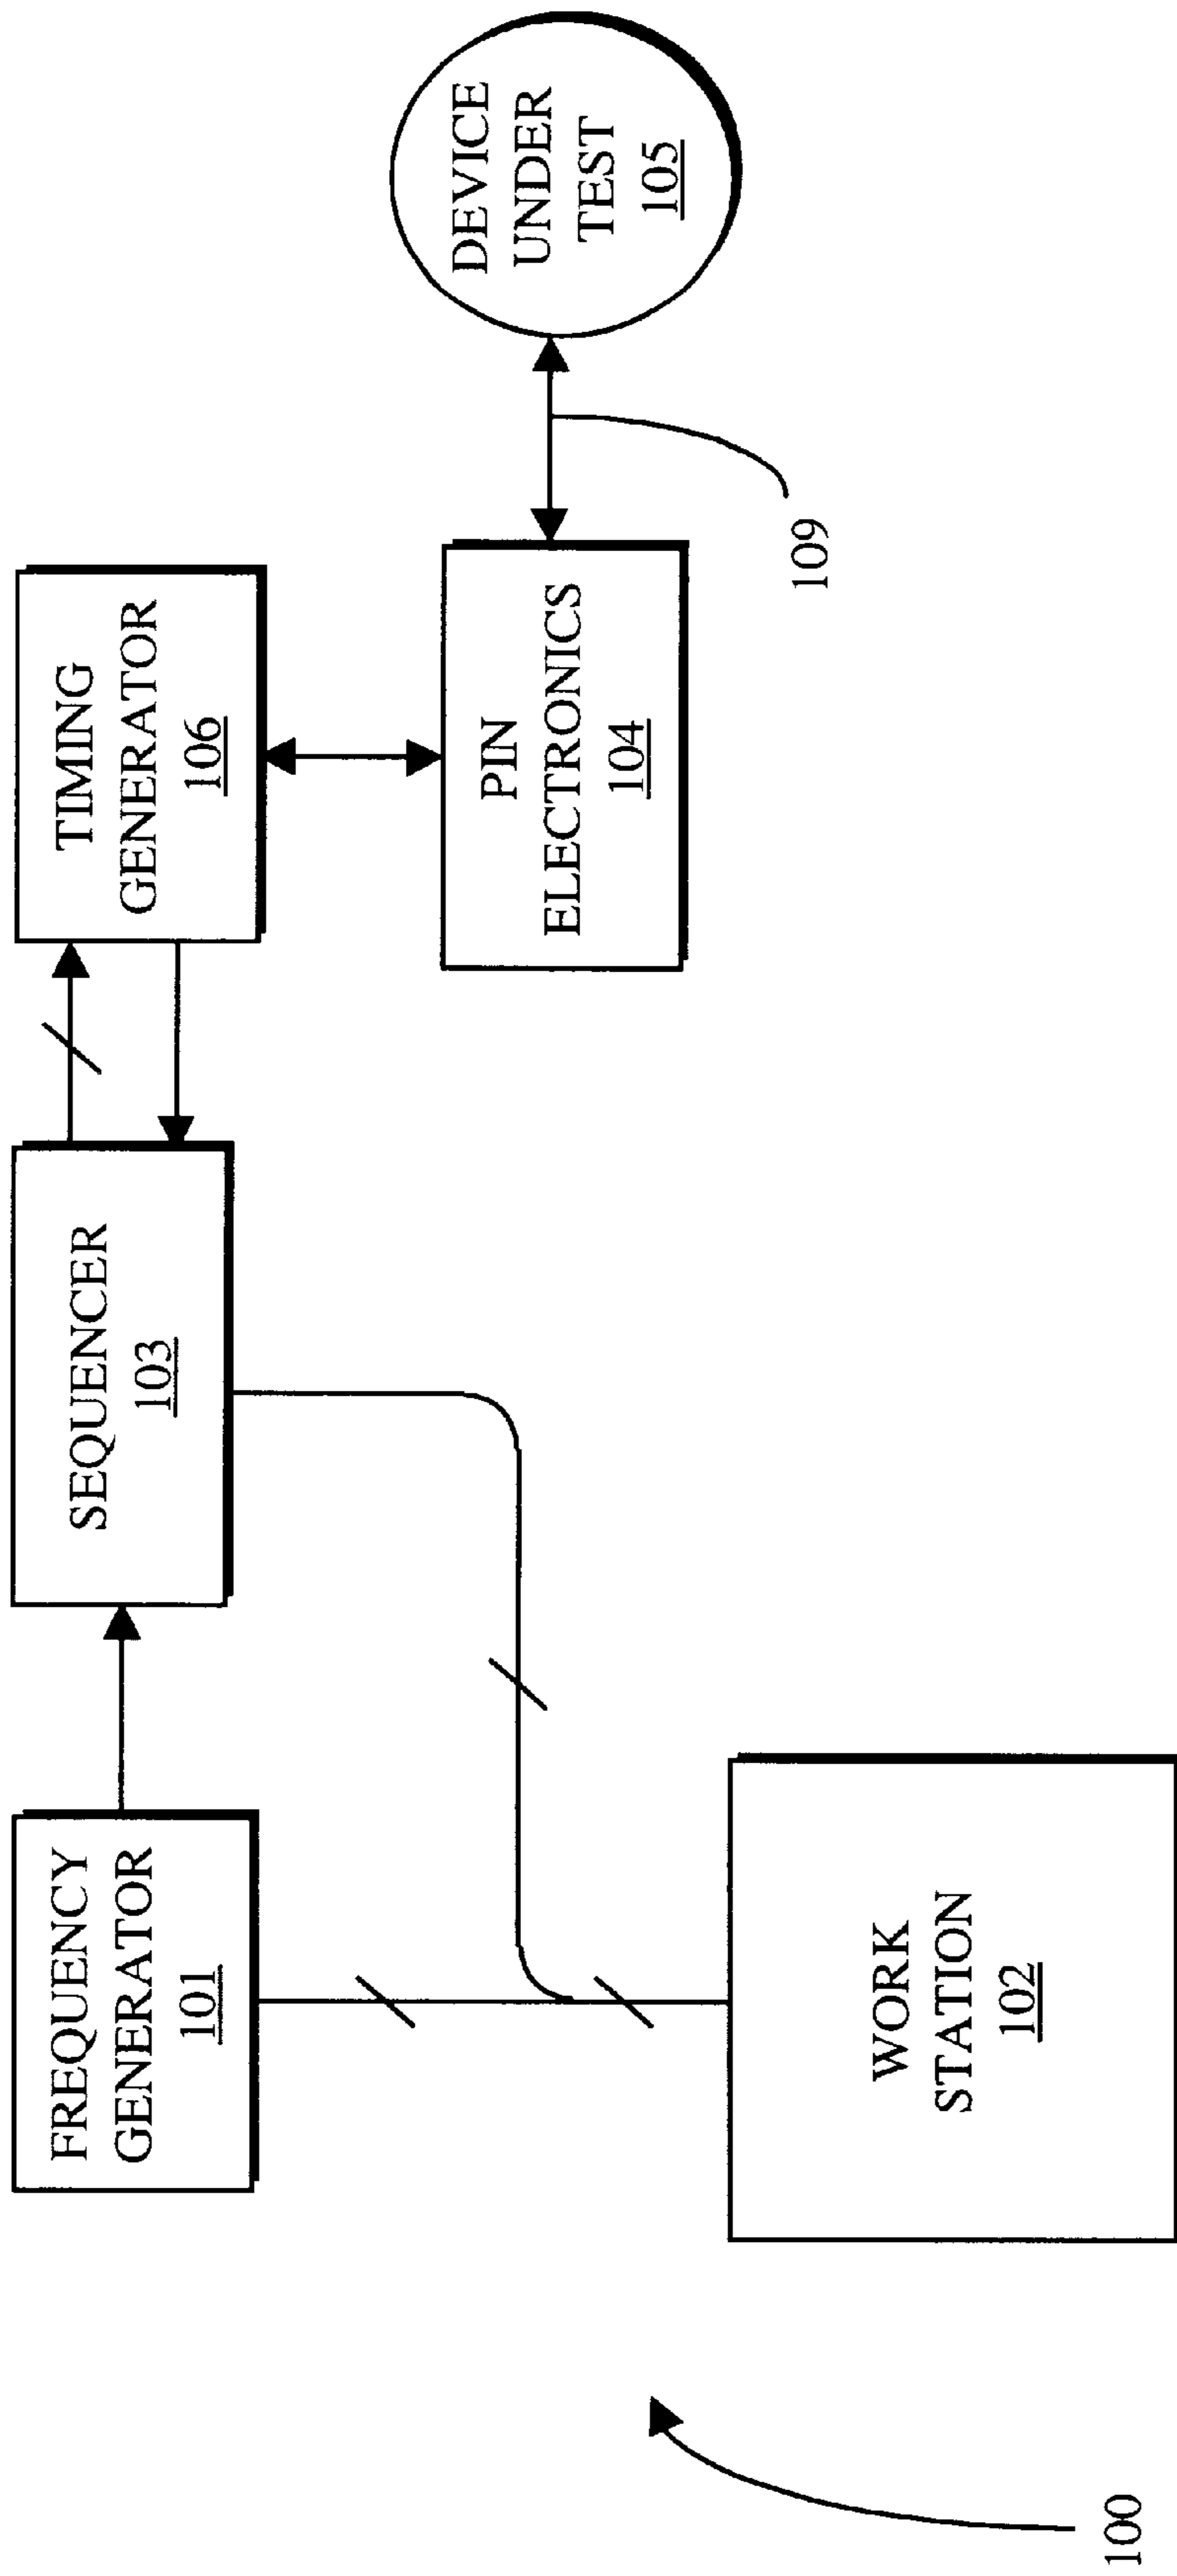 FREQUENCY
GENERATOR
101
SEQUENCER
103
TIMING
GENERATOR
106
PIN
ELECTRONICS
104
DEVICE
UNDER
TEST
105
109
WORK
STATION
102
100